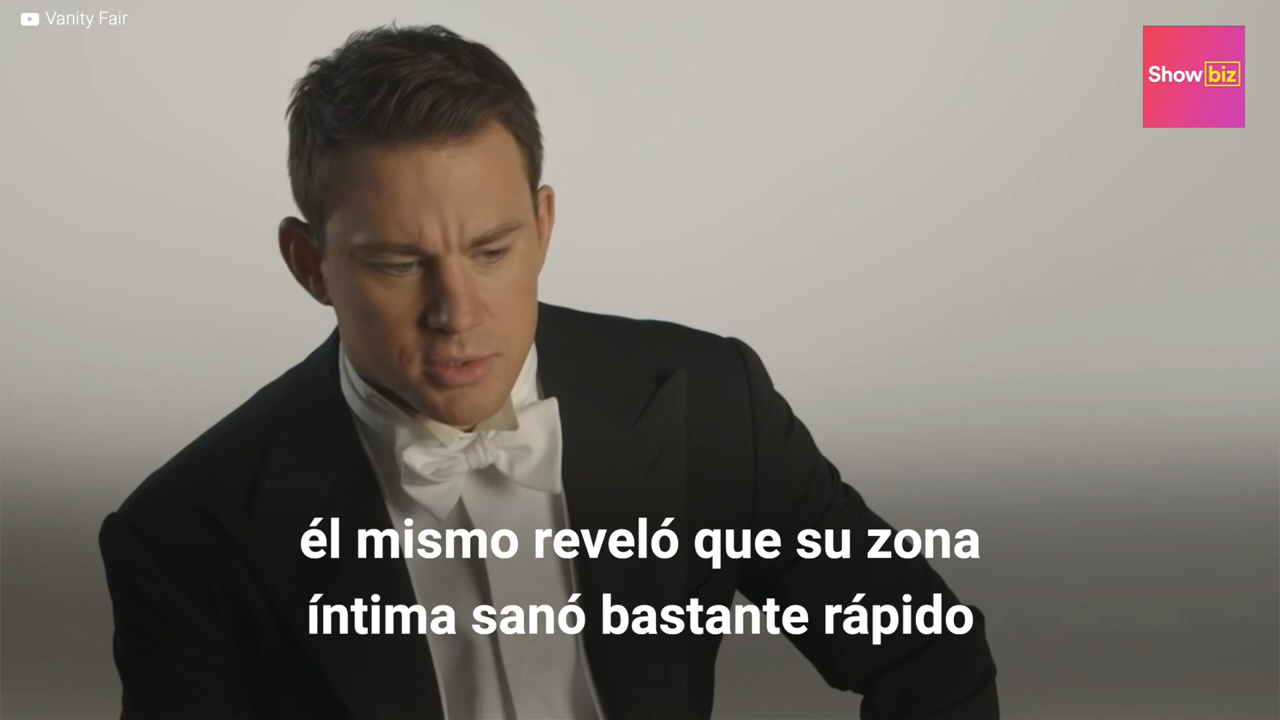 Vanity Fair
Show biz
él mismo reveló que su zona
íntima sanó bastante rápido